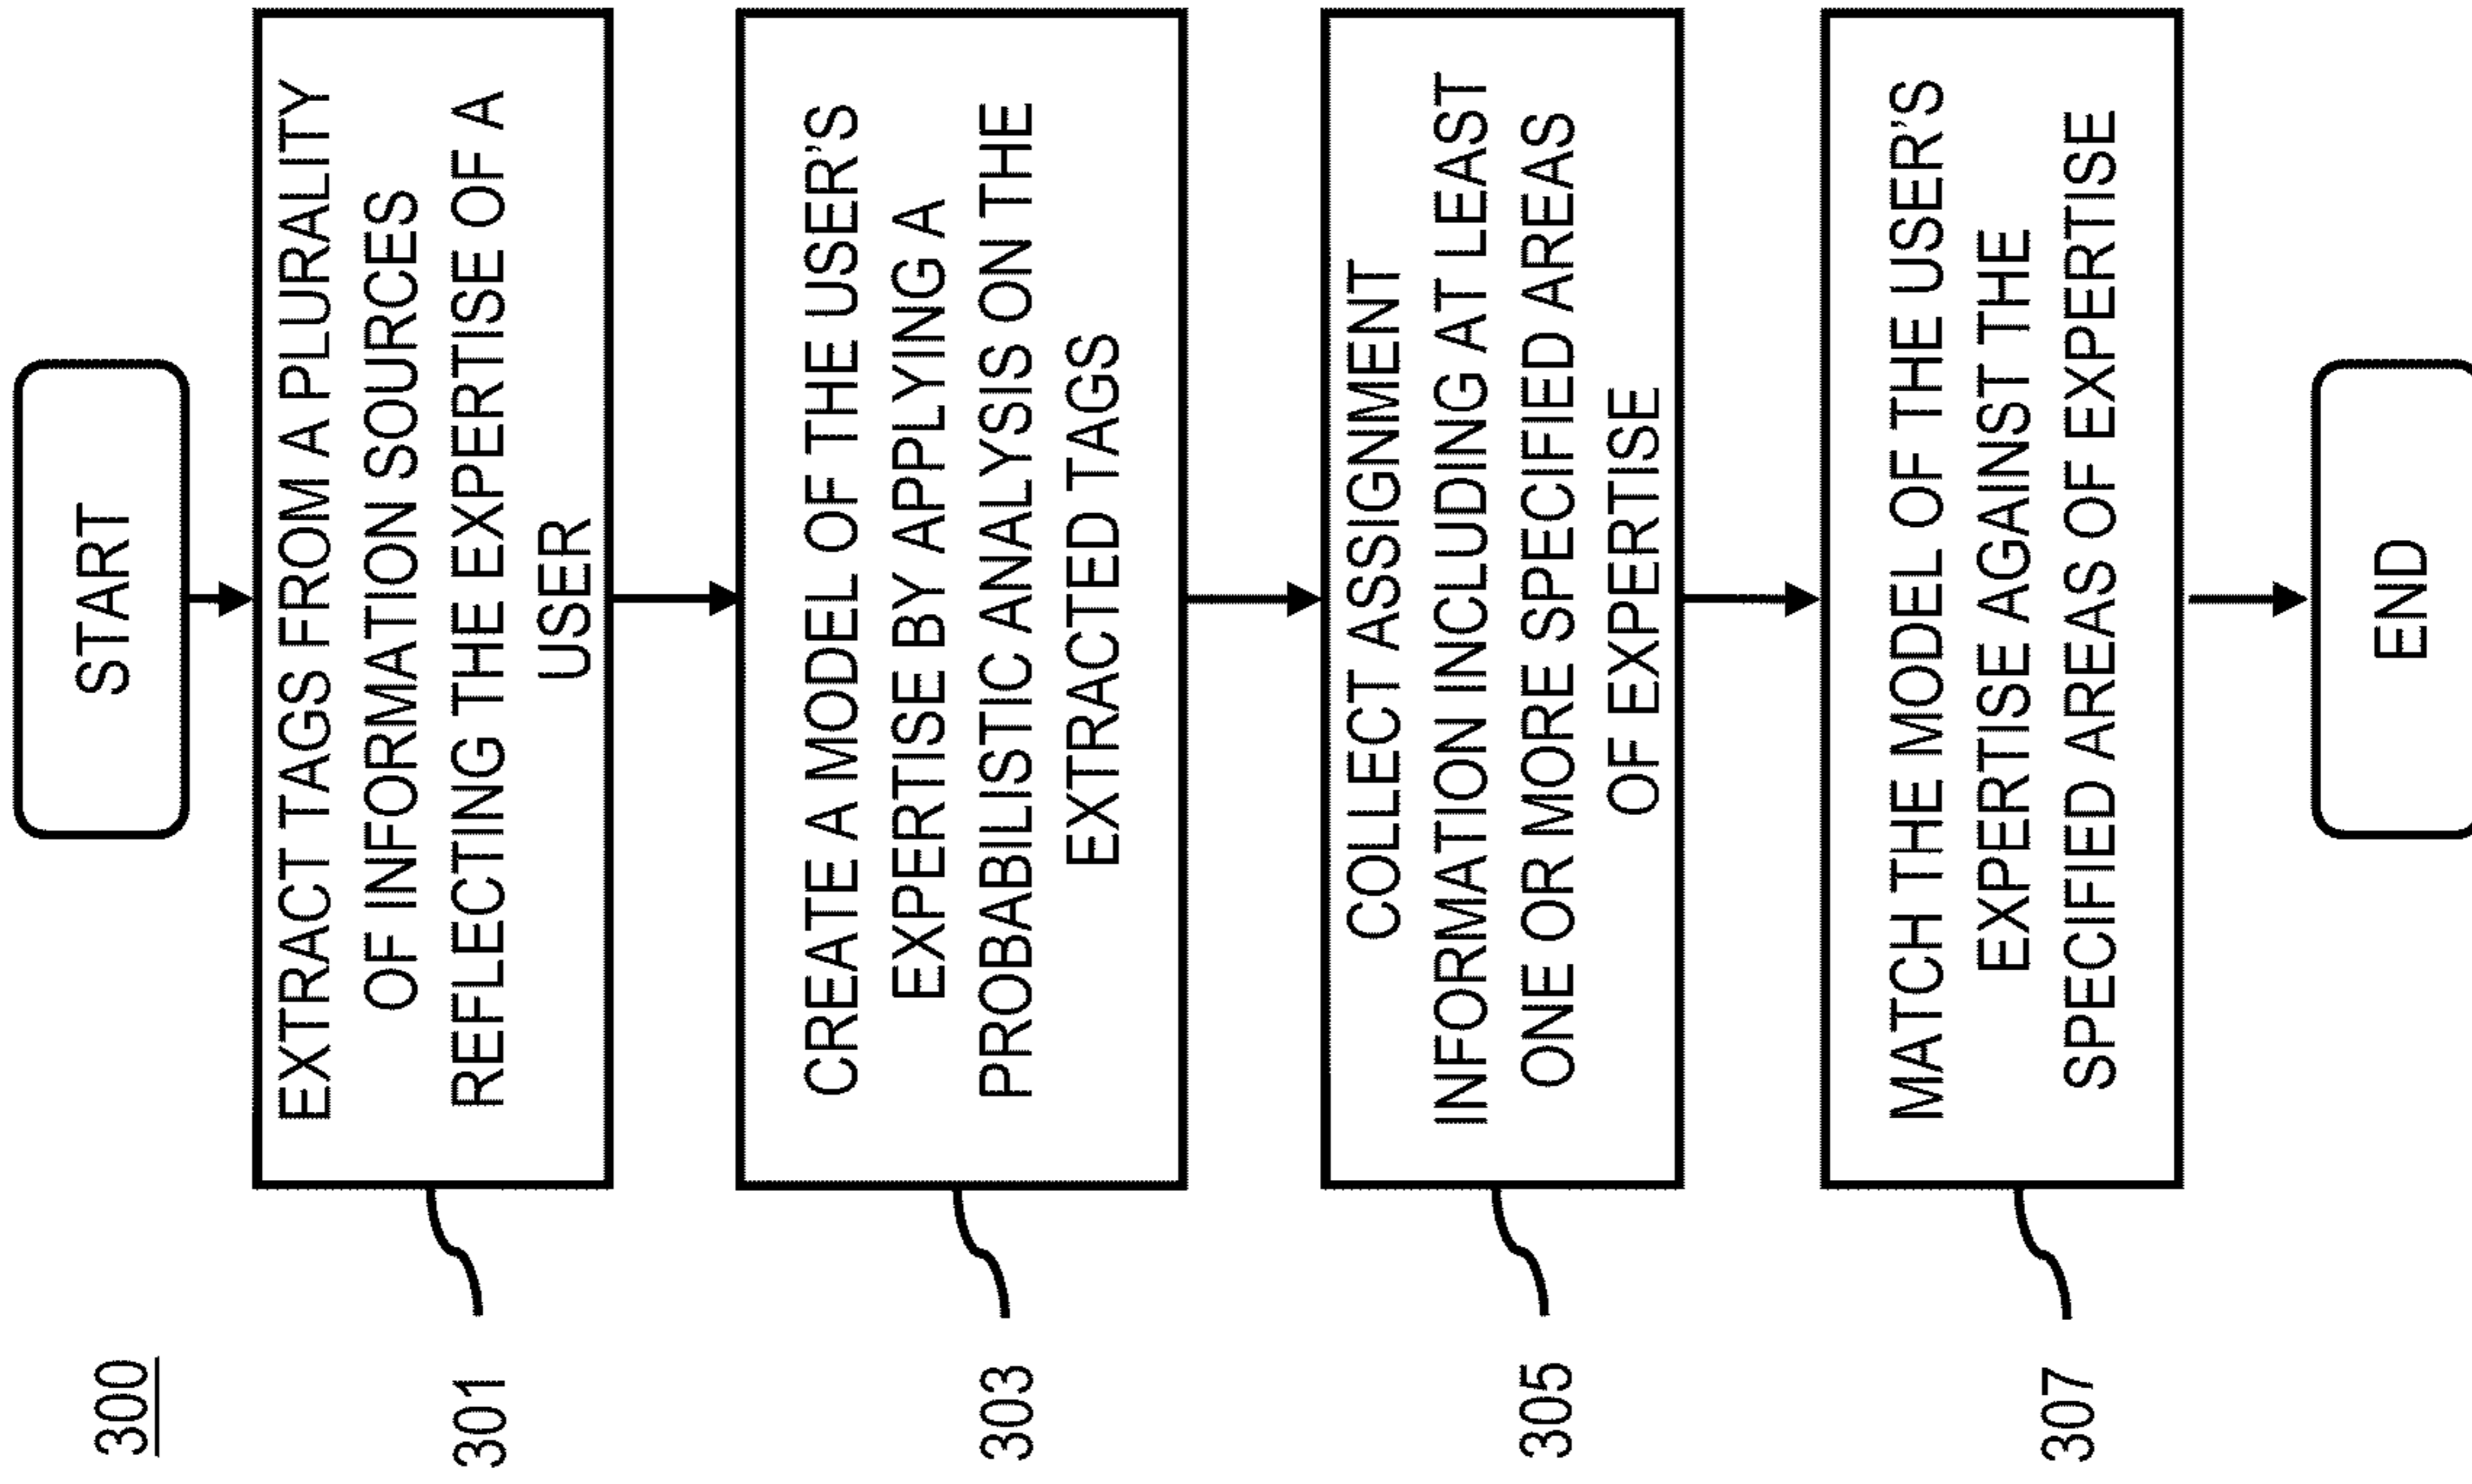 300
START
301
EXTRACT TAGS FROM A PLURALITY
OF INFORMATION SOURCES
REFLECTING THE EXPERTISE OF A
USER
303
CREATE A MODEL OF THE USER'S
EXPERTISE BY APPLYING A
PROBABILISTIC ANALYSIS ON THE
EXTRACTED TAGS
305
COLLECT ASSIGNMENT
INFORMATION INCLUDING AT LEAST
ONE OR MORE SPECIFIED AREAS
OF EXPERTISE
307
MATCH THE MODEL OF THE USER'S
EXPERTISE AGAINST THE
SPECIFIED AREAS OF EXPERTISE
END